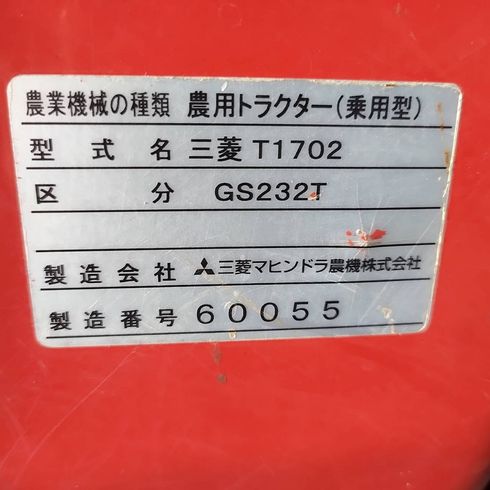 農業機械の種類 農用トラクター(乗用型)
型式名 三菱 T1702
区分 GS232T
製造会社 三菱マヒンドラ農機株式会社
製造番号 60055